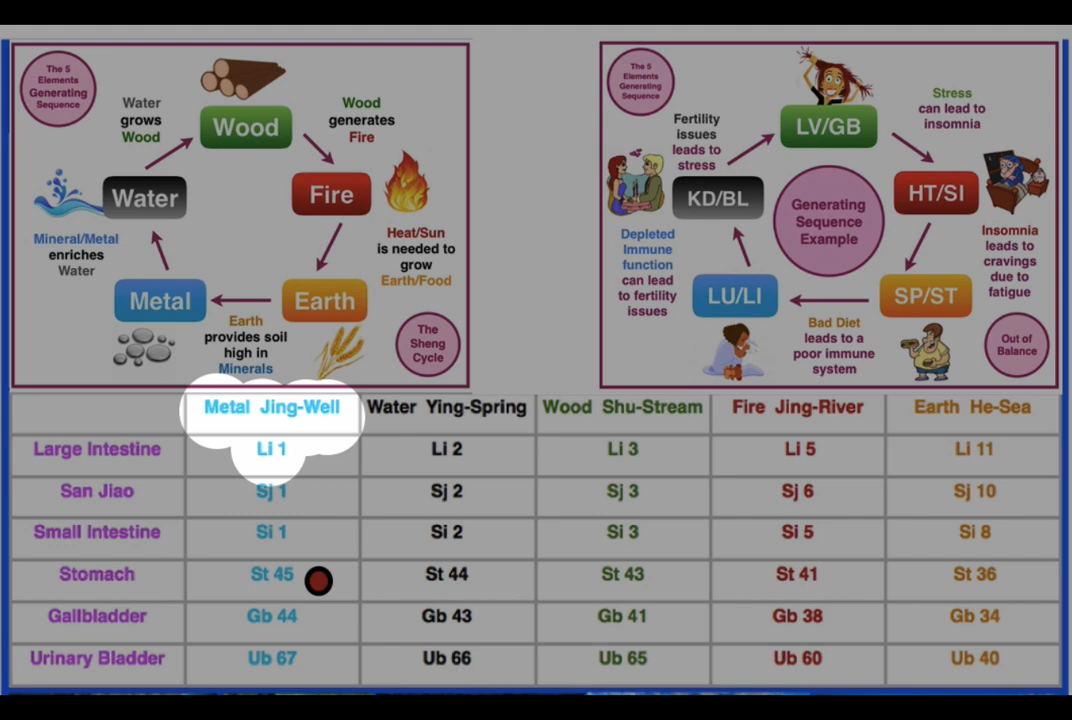 The 5
Elements
Generating
Sequence
Water
grows
Wood
Wood
Wood
generates
Fire
Water
Fire
Mineral/Metal
enriches
Water
Heat/Sun
is needed to
grow
Earth/Food
Metal
Earth
Earth
provides soil
high in
Minerals
The
Sheng
Cycle
The 5
Elements
Generating
Sequence
Fertility
issues
leads to
stress
LV/GB
Stress
can lead to
insomnia
KD/BL
Generating
Sequence
Example
HT/SI
Depleted
Immune
function
can lead
to fertility
issues
Insomnia
leads to
cravings
due to
fatigue
LU/LI
SP/ST
Bad Diet
leads to a
poor immune
system
Out of
Balance
Metal Jing-Well Water Ying-Spring Wood Shu-Stream Fire Jing-River Earth He-Sea
Large Intestine Li 1 Li 2 Li 3 Li 5 Li 11
San Jiao Sj 1 Sj 2 Sj 3 Sj 6 Sj 10
Small Intestine Si 1 Si 2 Si 3 Si 5 Si 8
Stomach St 45 St 44 St 43 St 41 St 36
Gallbladder Gb 44 Gb 43 Gb 41 Gb 38 Gb 34
Urinary Bladder Ub 67 Ub 66 Ub 65 Ub 60 Ub 40